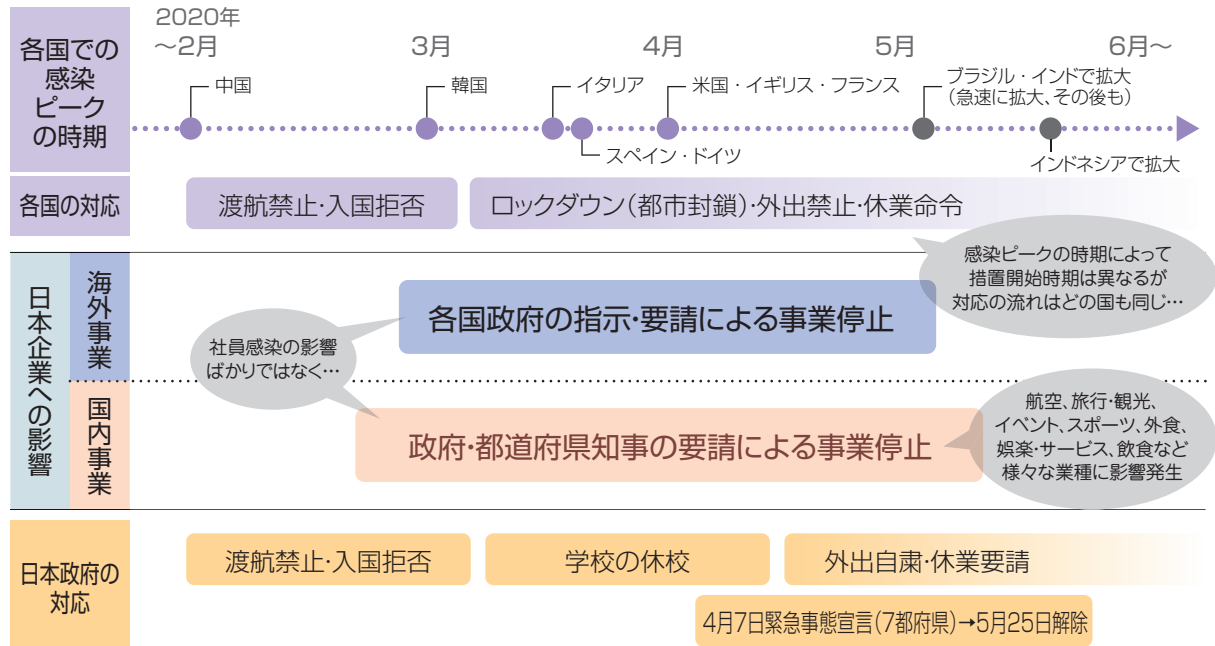 2020年
～2月
3月
4月
5月
6月～
各国での
感染
ピーク
の時期
中国
韓国
イタリア
スペイン・ドイツ
米国・イギリス・フランス
ブラジル・インドで拡大
(急速に拡大、その後も)
インドネシアで拡大
各国の対応
渡航禁止・入国拒否
ロックダウン(都市封鎖)・外出禁止・休業命令
感染ピークの時期によって
措置開始時期は異なるが
対応の流れはどの国も同じ…
日本企業への影響
海外事業
各国政府の指示・要請による事業停止
社員感染の影響
ばかりではなく…
国内事業
政府・都道府県知事の要請による事業停止
航空、旅行・観光、
イベント、スポーツ、外食、
娯楽・サービス、飲食など
様々な業種に影響発生
日本政府の
対応
渡航禁止・入国拒否
学校の休校
外出自粛・休業要請
4月7日緊急事態宣言(7都府県)→5月25日解除